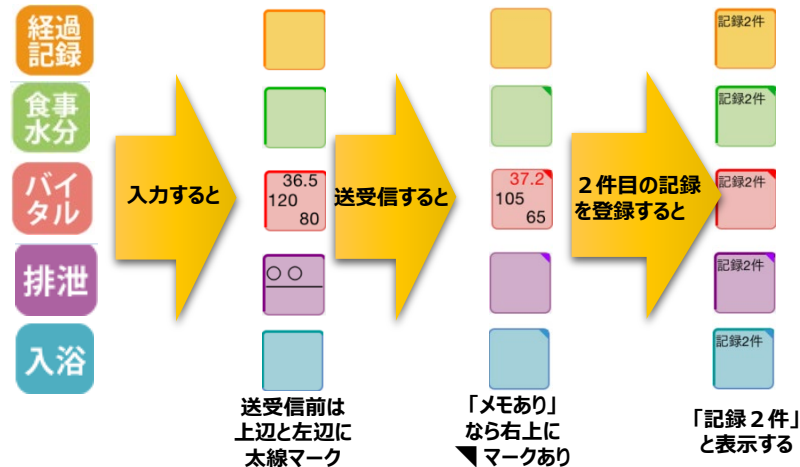 経過
記録
食事
水分
バイ
タル
排泄
入浴
入力すると
36.5
120
80
○○
送受信前は
上辺と左辺に
太線マーク
送受信すると
37.2
105
65
「メモあり」
なら右上に
◥マークあり
２件目の記録
を登録すると
記録2件
記録2件
記録2件
記録2件
記録2件
「記録２件」
と表示する